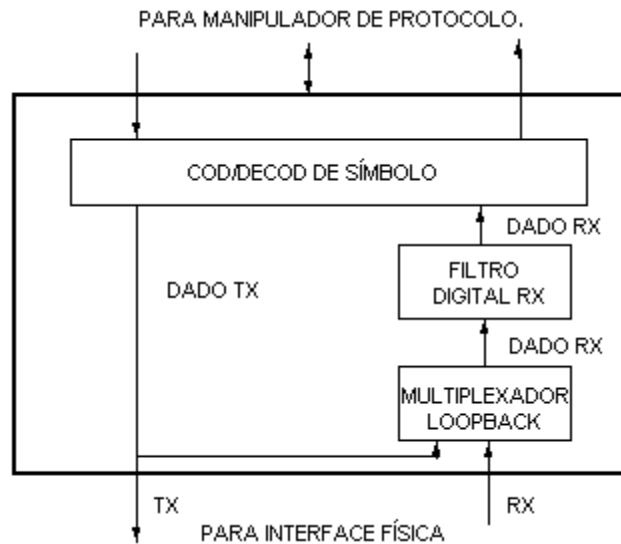 PARA MANIPULADOR DE PROTOCOLO.
COD/DECOD DE SÍMBOLO
DADO RX
FILTRO
DIGITAL RX
DADO TX
DADO RX
MULTIPLEXADOR
LOOPBACK
TX
RX
PARA INTERFACE FÍSICA